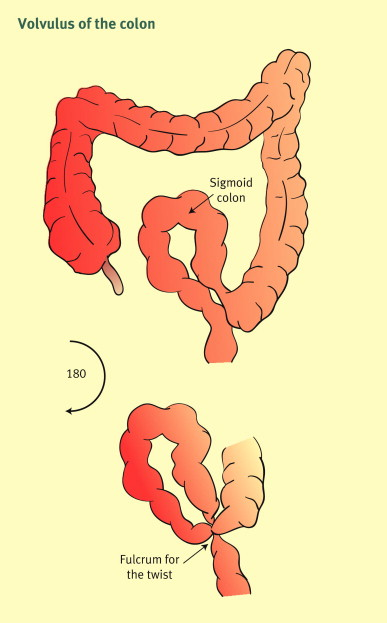 Volvulus of the colon
Sigmoid
colon
180
Fulcrum for
the twist